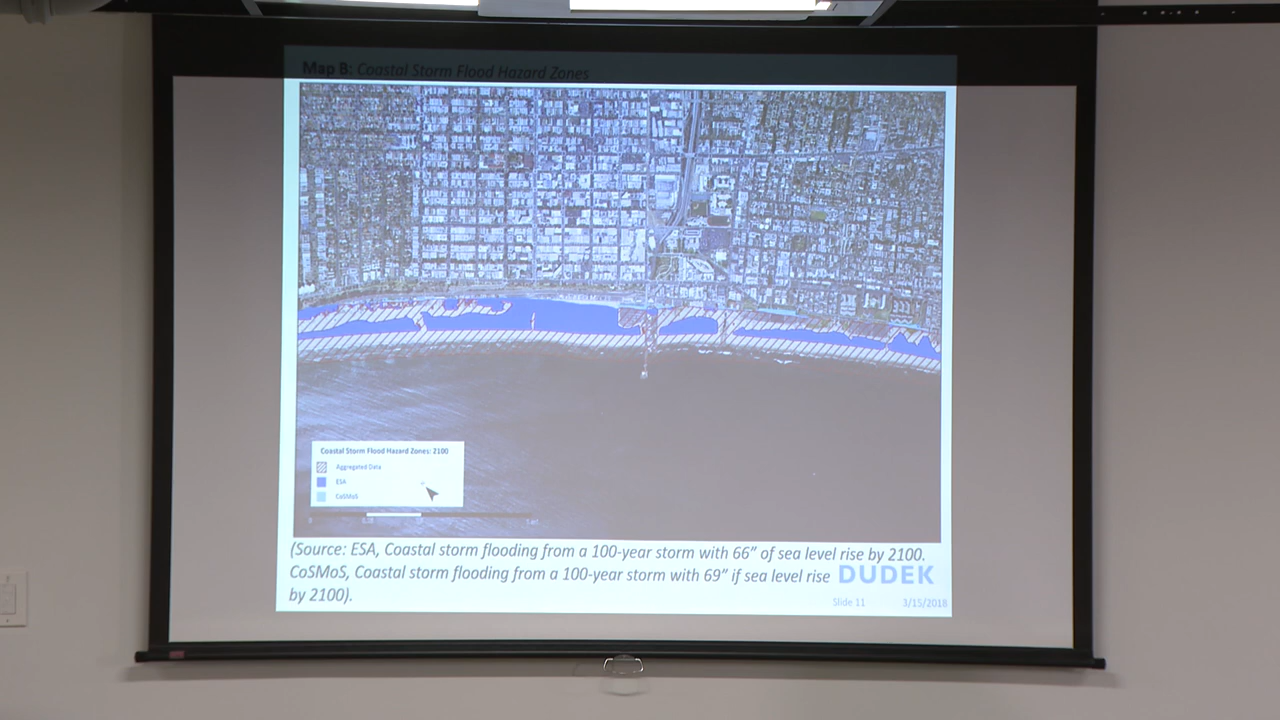 Map B: Coastal Storm Flood Hazard Zones
Coastal Storm Flood Hazard Zones: 2100
Aggregated Data
ESA
CoSMoS
(Source: ESA, Coastal storm flooding from a 100-year storm with 66" of sea level rise by 2100.
CoSMoS, Coastal storm flooding from a 100-year storm with 69" if sea level rise
by 2100).
DUDEK
Slide 11 3/15/2018